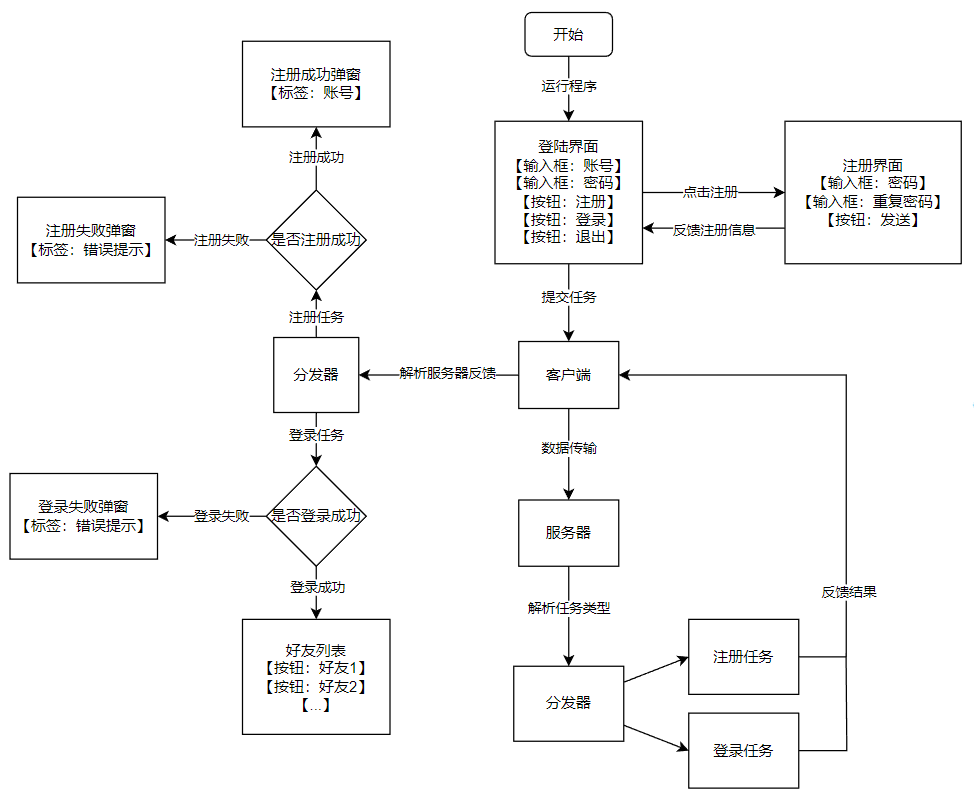 开始
运行程序
登陆界面
【输入框：账号】
【输入框：密码】
【按钮：注册】
【按钮：登录】
【按钮：退出】
点击注册
反馈注册信息
注册界面
【输入框：密码】
【输入框：重复密码】
【按钮：发送】
提交任务
客户端
解析服务器反馈
分发器
注册任务
是否注册成功
注册成功
注册成功弹窗
【标签：账号】
注册失败
注册失败弹窗
【标签：错误提示】
登录任务
是否登录成功
登录失败
登录失败弹窗
【标签：错误提示】
登录成功
好友列表
【按钮：好友1】
【按钮：好友2】
【...】
数据传输
服务器
解析任务类型
分发器
注册任务
登录任务
反馈结果